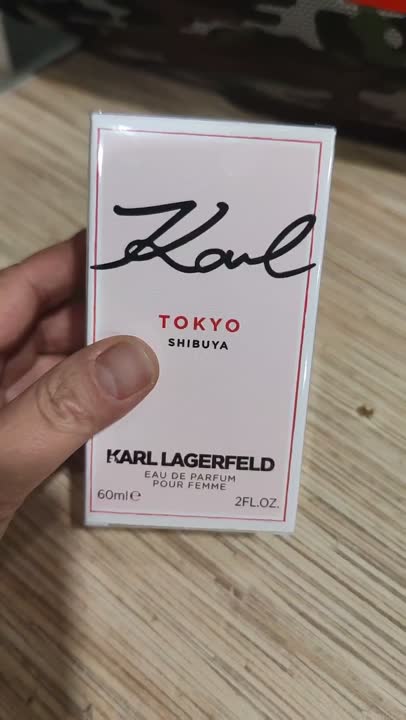 Karl
TOKYO
SHIBUYA
KARL LAGERFELD
EAU DE PARFUM
POUR FEMME
60ml℮ 2FL.OZ.